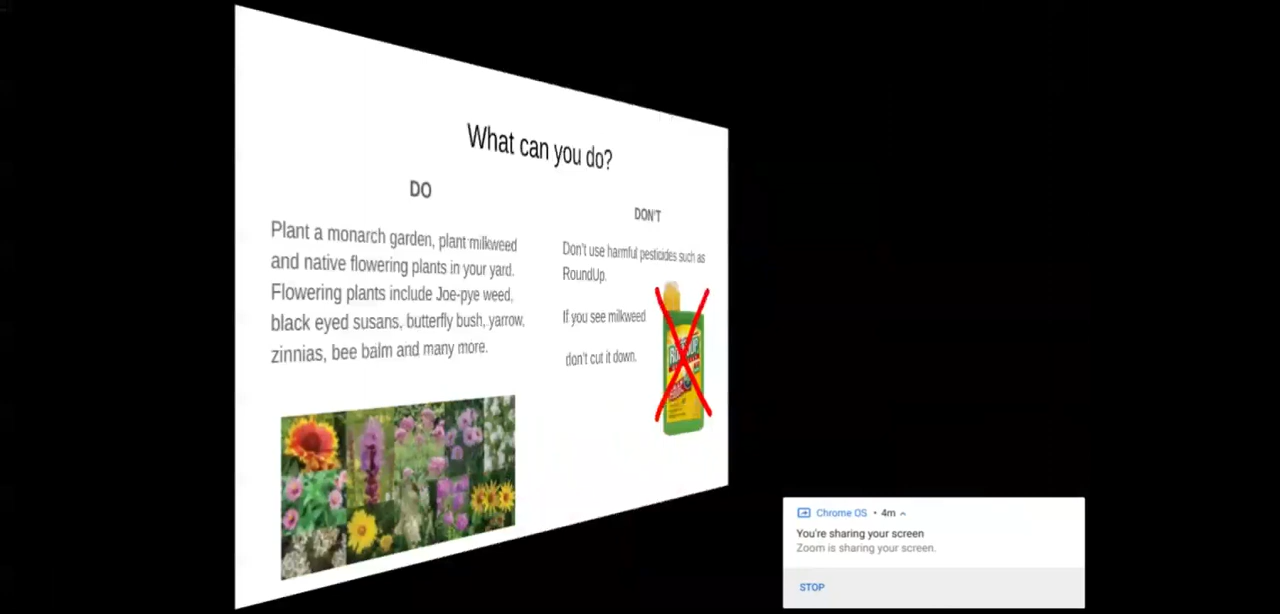 What can you do?
DO
Plant a monarch garden, plant milkweed
and native flowering plants in your yard.
Flowering plants include Joe-pye weed,
black eyed susans, butterfly bush, yarrow,
zinnias, bee balm and many more.
DON'T
Don't use harmful pesticides such as
RoundUp.
If you see milkweed
don't cut it down.
Chrome OS • 4m
You're sharing your screen
Zoom is sharing your screen.
STOP